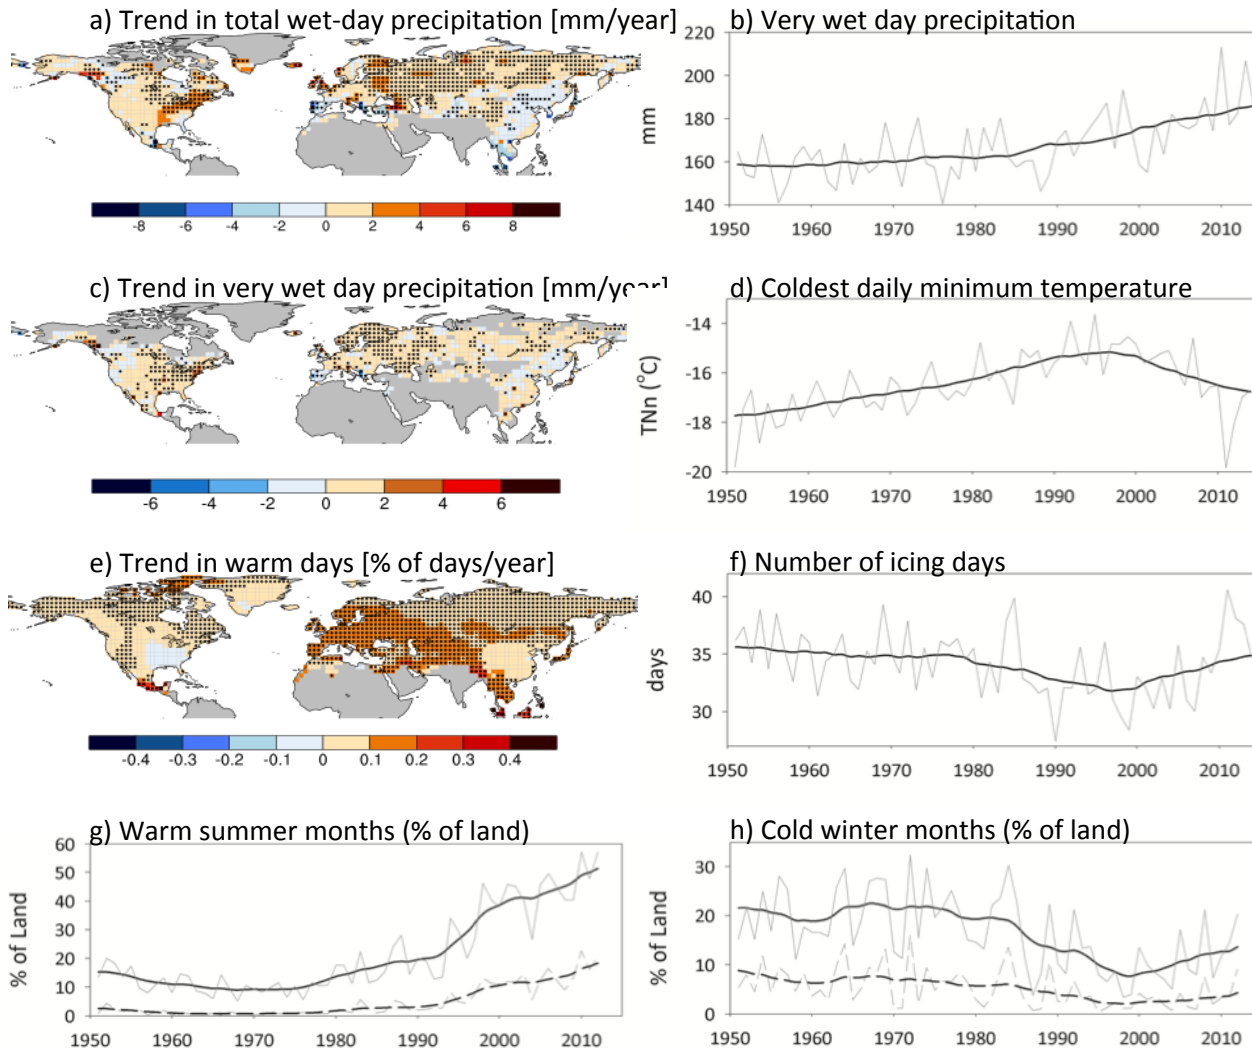 a) Trend in total wet-day precipitation [mm/year]
-8 -6 -4 -2 0 2 4 6 8
b) Very wet day precipitation
220
200
180
160
140
mm
1950 1960 1970 1980 1990 2000 2010
c) Trend in very wet day precipitation [mm/year]
-6 -4 -2 0 2 4 6
d) Coldest daily minimum temperature
-14
-16
-18
-20
TNn (°C)
1950 1960 1970 1980 1990 2000 2010
e) Trend in warm days [% of days/year]
-0.4 -0.3 -0.2 -0.1 0 0.1 0.2 0.3 0.4
f) Number of icing days
40
35
30
days
1950 1960 1970 1980 1990 2000 2010
g) Warm summer months (% of land)
60
50
40
30
20
10
0
% of Land
1950 1960 1970 1980 1990 2000 2010
h) Cold winter months (% of land)
30
20
10
0
% of Land
1950 1960 1970 1980 1990 2000 2010